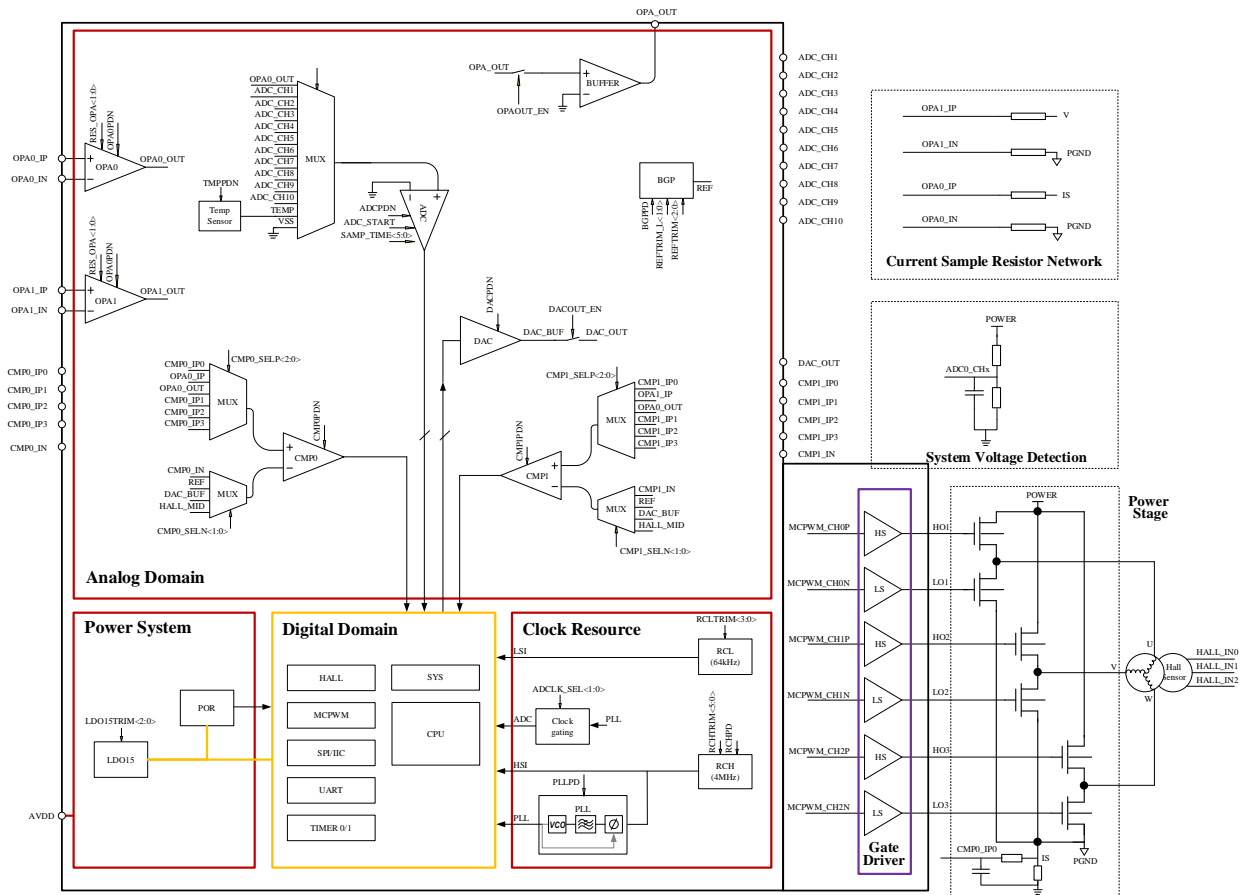 OPA_OUT
OPA0_IP
OPA0_IN
RES_OPA<1:0>
OPA0PDN
OPA0
OPA0_OUT
OPA1_IP
OPA1_IN
RES_OPA<1:0>
OPA0PDN
OPA1
OPA1_OUT
CMP0_IP0
CMP0_IP1
CMP0_IP2
CMP0_IP3
CMP0_IN
OPA0_OUT
ADC_CH1
ADC_CH2
ADC_CH3
ADC_CH4
ADC_CH5
ADC_CH6
ADC_CH7
ADC_CH8
ADC_CH9
ADC_CH10
TEMP
VSS
MUX
TMPPDN
Temp
Sensor
ADCPDN
ADC_START
SAMP_TIME<5:0>
ADC
OPA_OUT
OPAOUT_EN
BUFFER
BGP
REF
BGPPD
REFTRIM_L<1:0>
REFTRIM<2:0>
DACPDN
DAC
DAC_BUF
DACOUT_EN
DAC_OUT
CMP0_SELP<2:0>
CMP0_IP0
OPA0_IP
OPA0_OUT
CMP0_IP1
CMP0_IP2
CMP0_IP3
MUX
CMP0PDN
CMP0
CMP0_IN
REF
DAC_BUF
HALL_MID
MUX
CMP0_SELN<1:0>
CMP1_SELP<2:0>
CMP1_IP0
OPA1_IP
OPA0_OUT
CMP1_IP1
CMP1_IP2
CMP1_IP3
MUX
CMP1PDN
CMP1
CMP1_IN
REF
DAC_BUF
HALL_MID
MUX
CMP1_SELN<1:0>
Analog Domain
ADC_CH1
ADC_CH2
ADC_CH3
ADC_CH4
ADC_CH5
ADC_CH6
ADC_CH7
ADC_CH8
ADC_CH9
ADC_CH10
DAC_OUT
CMP1_IP0
CMP1_IP1
CMP1_IP2
CMP1_IP3
CMP1_IN
OPA1_IP
V
OPA1_IN
PGND
OPA0_IP
IS
OPA0_IN
PGND
Current Sample Resistor Network
POWER
ADC0_CHx
System Voltage Detection
Power System
POR
LDO15TRIM<2:0>
LDO15
AVDD
Digital Domain
HALL
MCPWM
SPI/IIC
UART
TIMER 0/1
SYS
CPU
Clock Resource
LSI
RCLTRIM<3:0>
RCL
(64kHz)
ADCLK_SEL<1:0>
ADC
Clock
gating
PLL
RCHTRIM<5:0>
RCHPD
HSI
RCH
(4MHz)
PLLPD
PLL
PLL
VCO
Ø
MCPWM_CH0P
HS
HO1
MCPWM_CH0N
LS
LO1
MCPWM_CH1P
HS
HO2
MCPWM_CH1N
LS
LO2
MCPWM_CH2P
HS
HO3
MCPWM_CH2N
LS
LO3
Gate
Driver
POWER
Power
Stage
U
V
W
Hall
Sensor
HALL_IN0
HALL_IN1
HALL_IN2
PGND
CMP0_IP0
IS